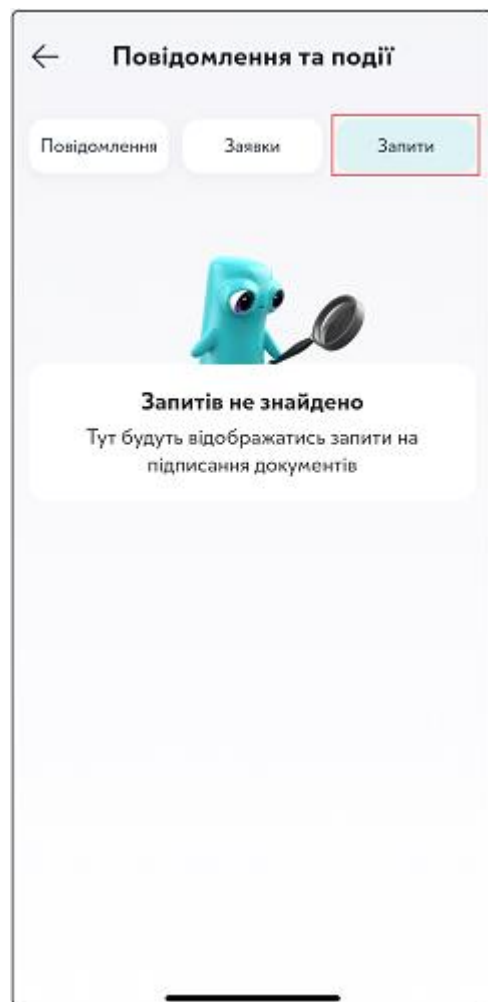 Повідомлення та події
Повідомлення Заявки Запити
Запитів не знайдено
Тут будуть відображатись запити на
підписання документів